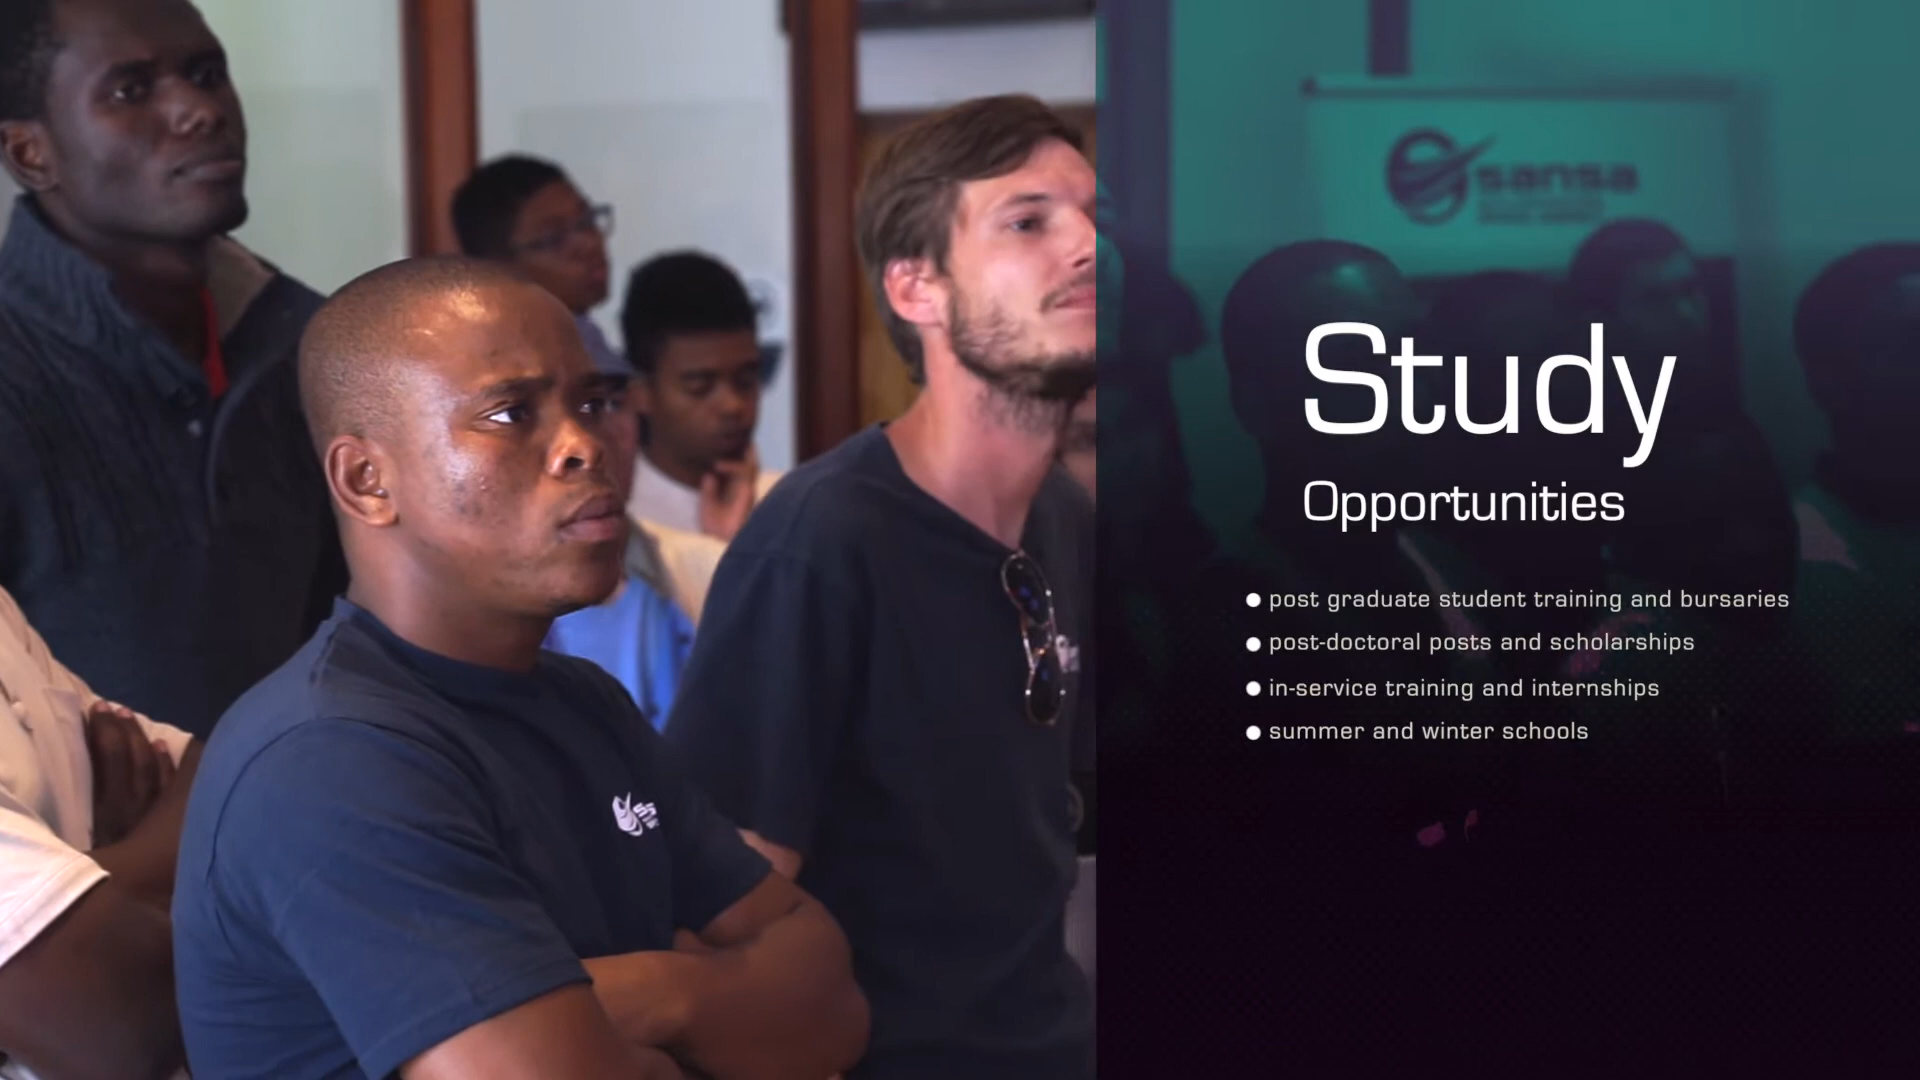 sansa
Study
Opportunities
post graduate student training and bursaries
post-doctoral posts and scholarships
in-service training and internships
summer and winter schools